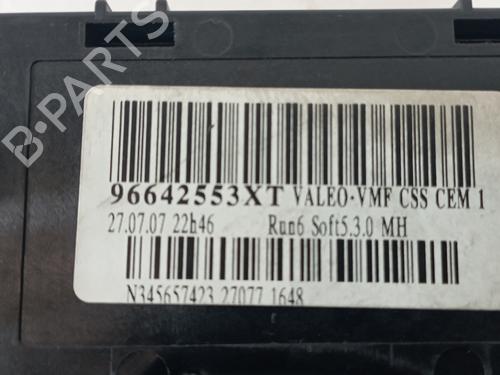 B-PARTS
96642553XT VALEO-VMF CSS CEM 1
27.07.07 22h46 Run6 Soft5.3.0 MH
N345657423 27077 1648